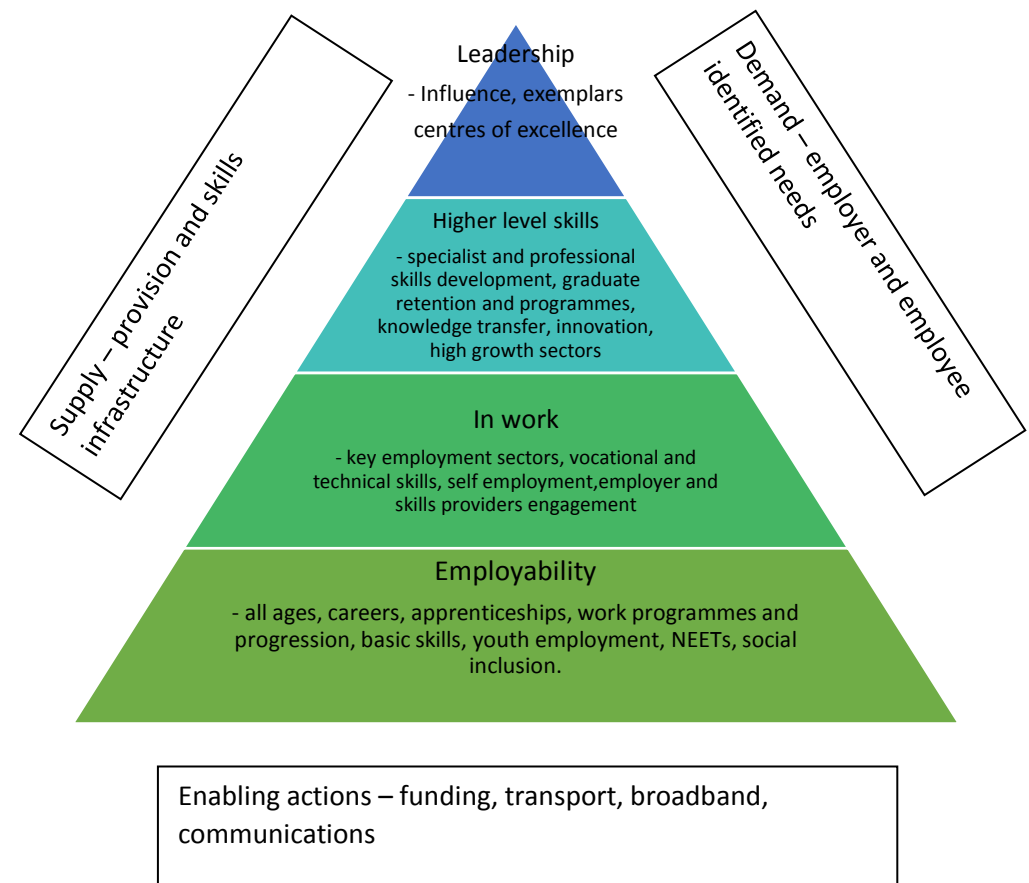 Leadership
- Influence, exemplars
centres of excellence
Supply – provision and skills
infrastructure
Demand – employer and employee
identified needs
Higher level skills
- specialist and professional
skills development, graduate
retention and programmes,
knowledge transfer, innovation,
high growth sectors
In work
- key employment sectors, vocational and
technical skills, self employment,employer and
skills providers engagement
Employability
- all ages, careers, apprenticeships, work programmes and
progression, basic skills, youth employment, NEETs, social
inclusion.
Enabling actions – funding, transport, broadband,
communications